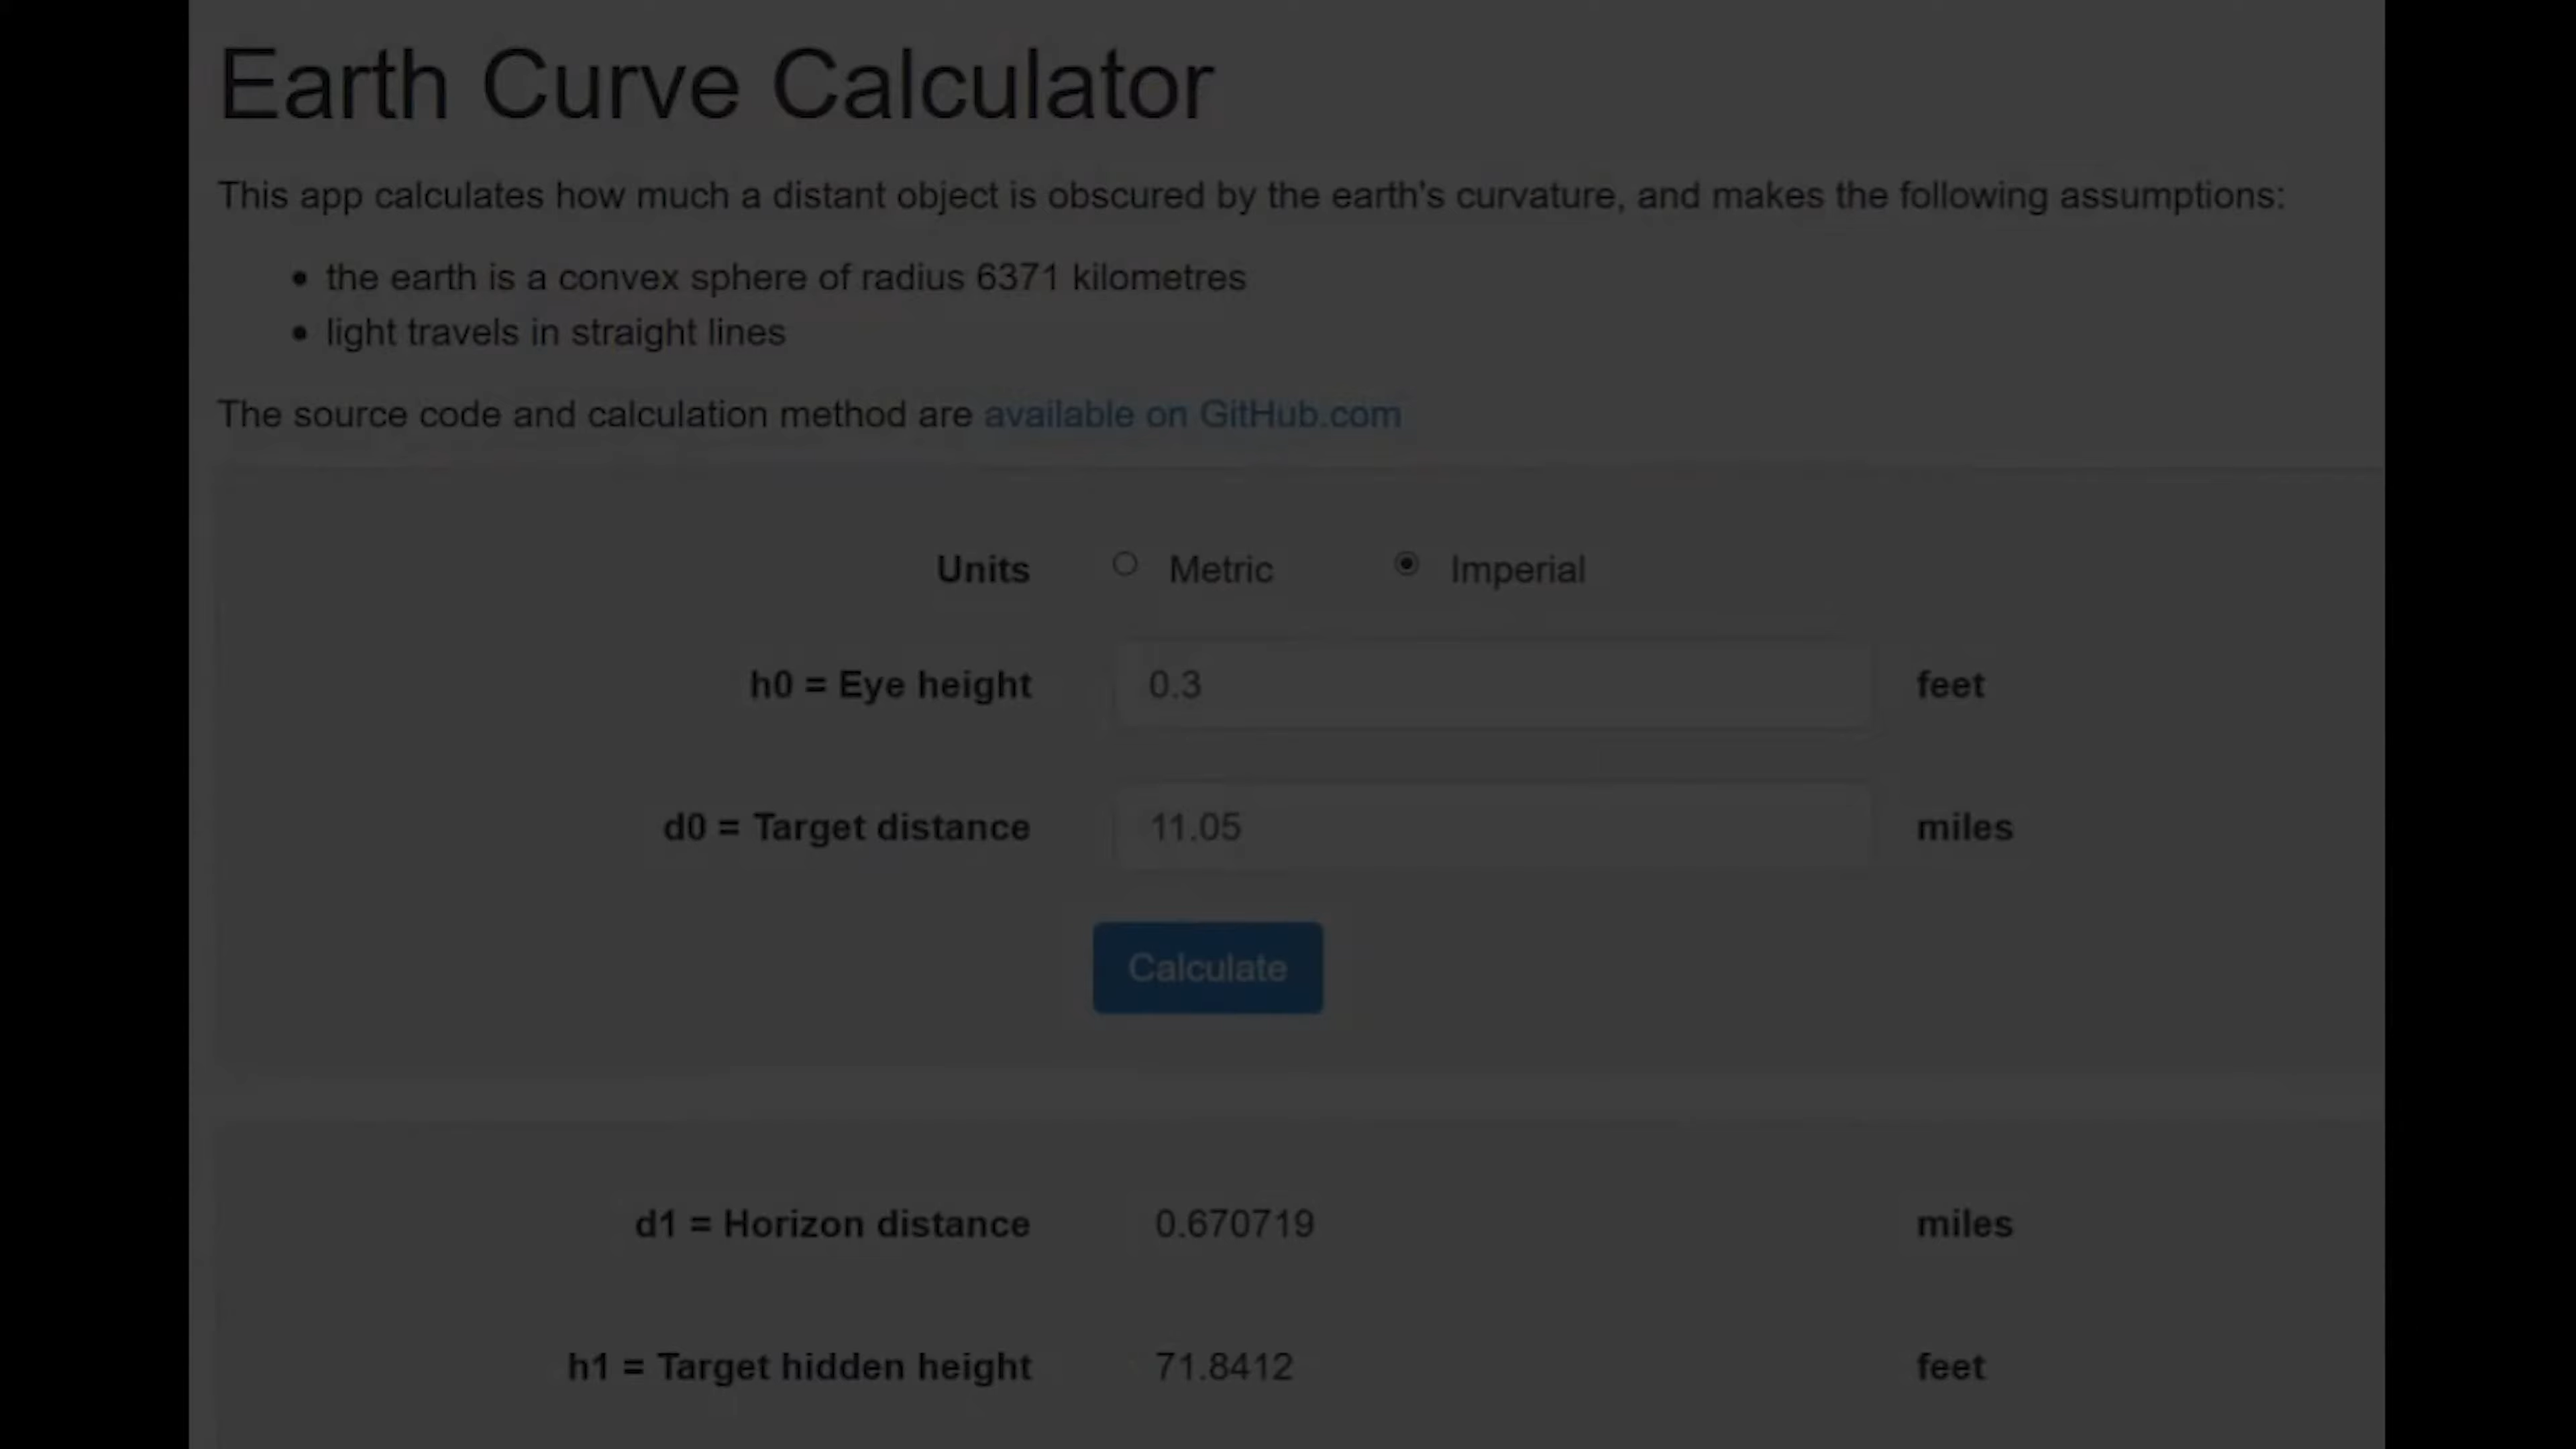 Earth Curve Calculator
This app calculates how much a distant object is obscured by the earth's curvature, and makes the following assumptions:
• the earth is a convex sphere of radius 6371 kilometres
• light travels in straight lines
The source code and calculation method are available on GitHub.com
Units Metric Imperial
h0 = Eye height 0.3 feet
d0 = Target distance 11.05 miles
Calculate
d1 = Horizon distance 0.670719 miles
h1 = Target hidden height 71.8412 feet